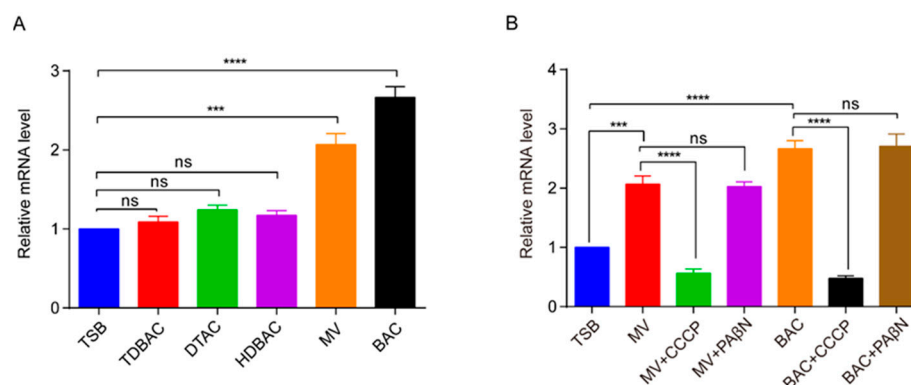 A
Relative mRNA level
3
2
1
0
****
***
ns
ns
ns
TSB
TDBAC
DTAC
HDBAC
MV
BAC
B
Relative mRNA level
4
3
2
1
0
****
ns
***
ns
****
****
TSB
MV
MV+CCCP
MV+PAβN
BAC
BAC+CCCP
BAC+PAβN